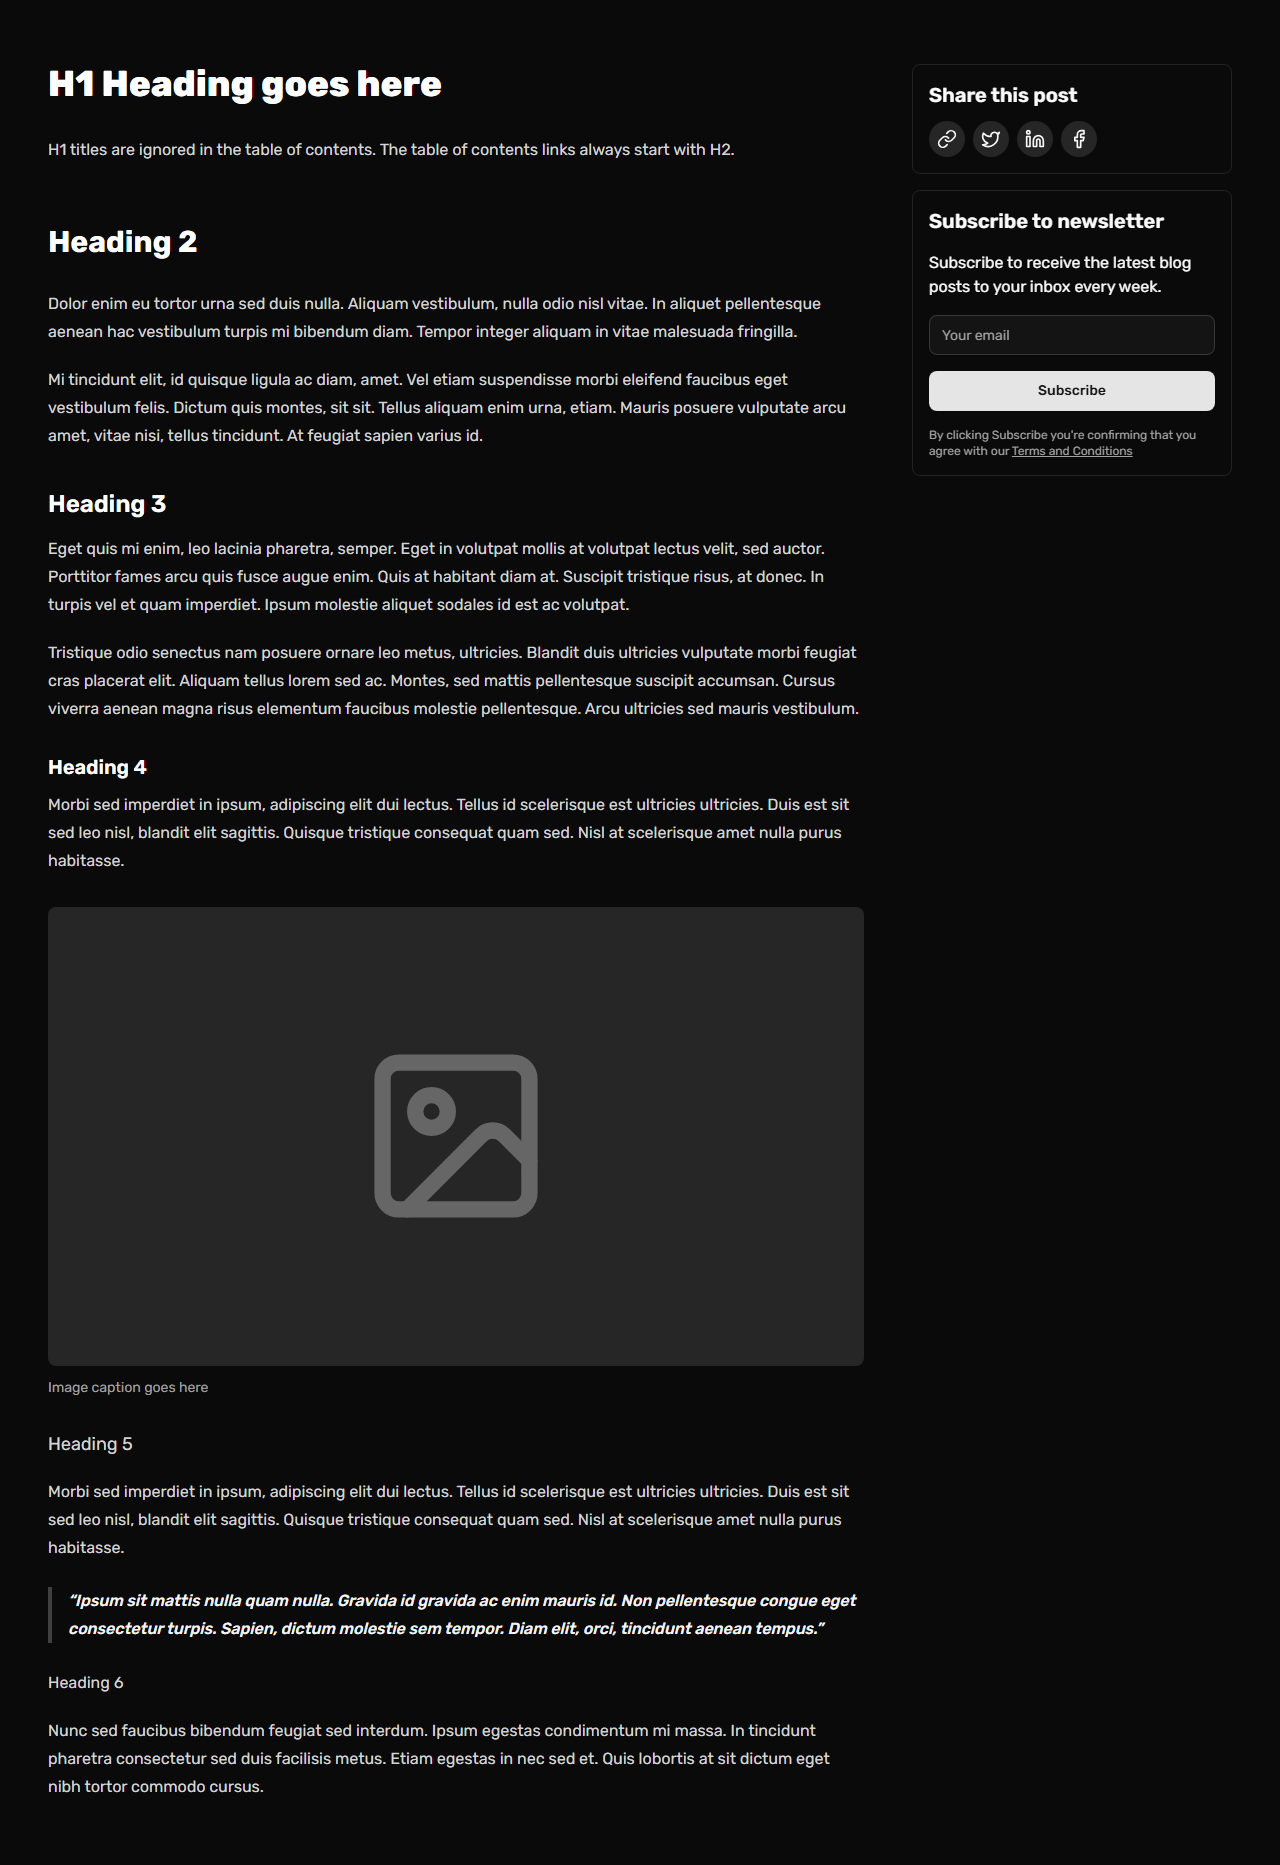 H1 Heading goes here
H1 titles are ignored in the table of contents. The table of contents links always start with H2.
Heading 2
Dolor enim eu tortor urna sed duis nulla. Aliquam vestibulum, nulla odio nisl vitae. In aliquet pellentesque
aenean hac vestibulum turpis mi bibendum diam. Tempor integer aliquam in vitae malesuada fringilla.
Mi tincidunt elit, id quisque ligula ac diam, amet. Vel etiam suspendisse morbi eleifend faucibus eget
vestibulum felis. Dictum quis montes, sit sit. Tellus aliquam enim urna, etiam. Mauris posuere vulputate arcu
amet, vitae nisi, tellus tincidunt. At feugiat sapien varius id.
Heading 3
Eget quis mi enim, leo lacinia pharetra, semper. Eget in volutpat mollis at volutpat lectus velit, sed auctor.
Porttitor fames arcu quis fusce augue enim. Quis at habitant diam at. Suscipit tristique risus, at donec. In
turpis vel et quam imperdiet. Ipsum molestie aliquet sodales id est ac volutpat.
Tristique odio senectus nam posuere ornare leo metus, ultricies. Blandit duis ultricies vulputate morbi feugiat
cras placerat elit. Aliquam tellus lorem sed ac. Montes, sed mattis pellentesque suscipit accumsan. Cursus
viverra aenean magna risus elementum faucibus molestie pellentesque. Arcu ultricies sed mauris vestibulum.
Heading 4
Morbi sed imperdiet in ipsum, adipiscing elit dui lectus. Tellus id scelerisque est ultricies ultricies. Duis est sit
sed leo nisl, blandit elit sagittis. Quisque tristique consequat quam sed. Nisl at scelerisque amet nulla purus
habitasse.
Image caption goes here
Heading 5
Morbi sed imperdiet in ipsum, adipiscing elit dui lectus. Tellus id scelerisque est ultricies ultricies. Duis est sit
sed leo nisl, blandit elit sagittis. Quisque tristique consequat quam sed. Nisl at scelerisque amet nulla purus
habitasse.
“Ipsum sit mattis nulla quam nulla. Gravida id gravida ac enim mauris id. Non pellentesque congue eget
consectetur turpis. Sapien, dictum molestie sem tempor. Diam elit, orci, tincidunt aenean tempus.”
Heading 6
Nunc sed faucibus bibendum feugiat sed interdum. Ipsum egestas condimentum mi massa. In tincidunt
pharetra consectetur sed duis facilisis metus. Etiam egestas in nec sed et. Quis lobortis at sit dictum eget
nibh tortor commodo cursus.
Share this post
Subscribe to newsletter
Subscribe to receive the latest blog
posts to your inbox every week.
Your email
Subscribe
By clicking Subscribe you're confirming that you
agree with our Terms and Conditions